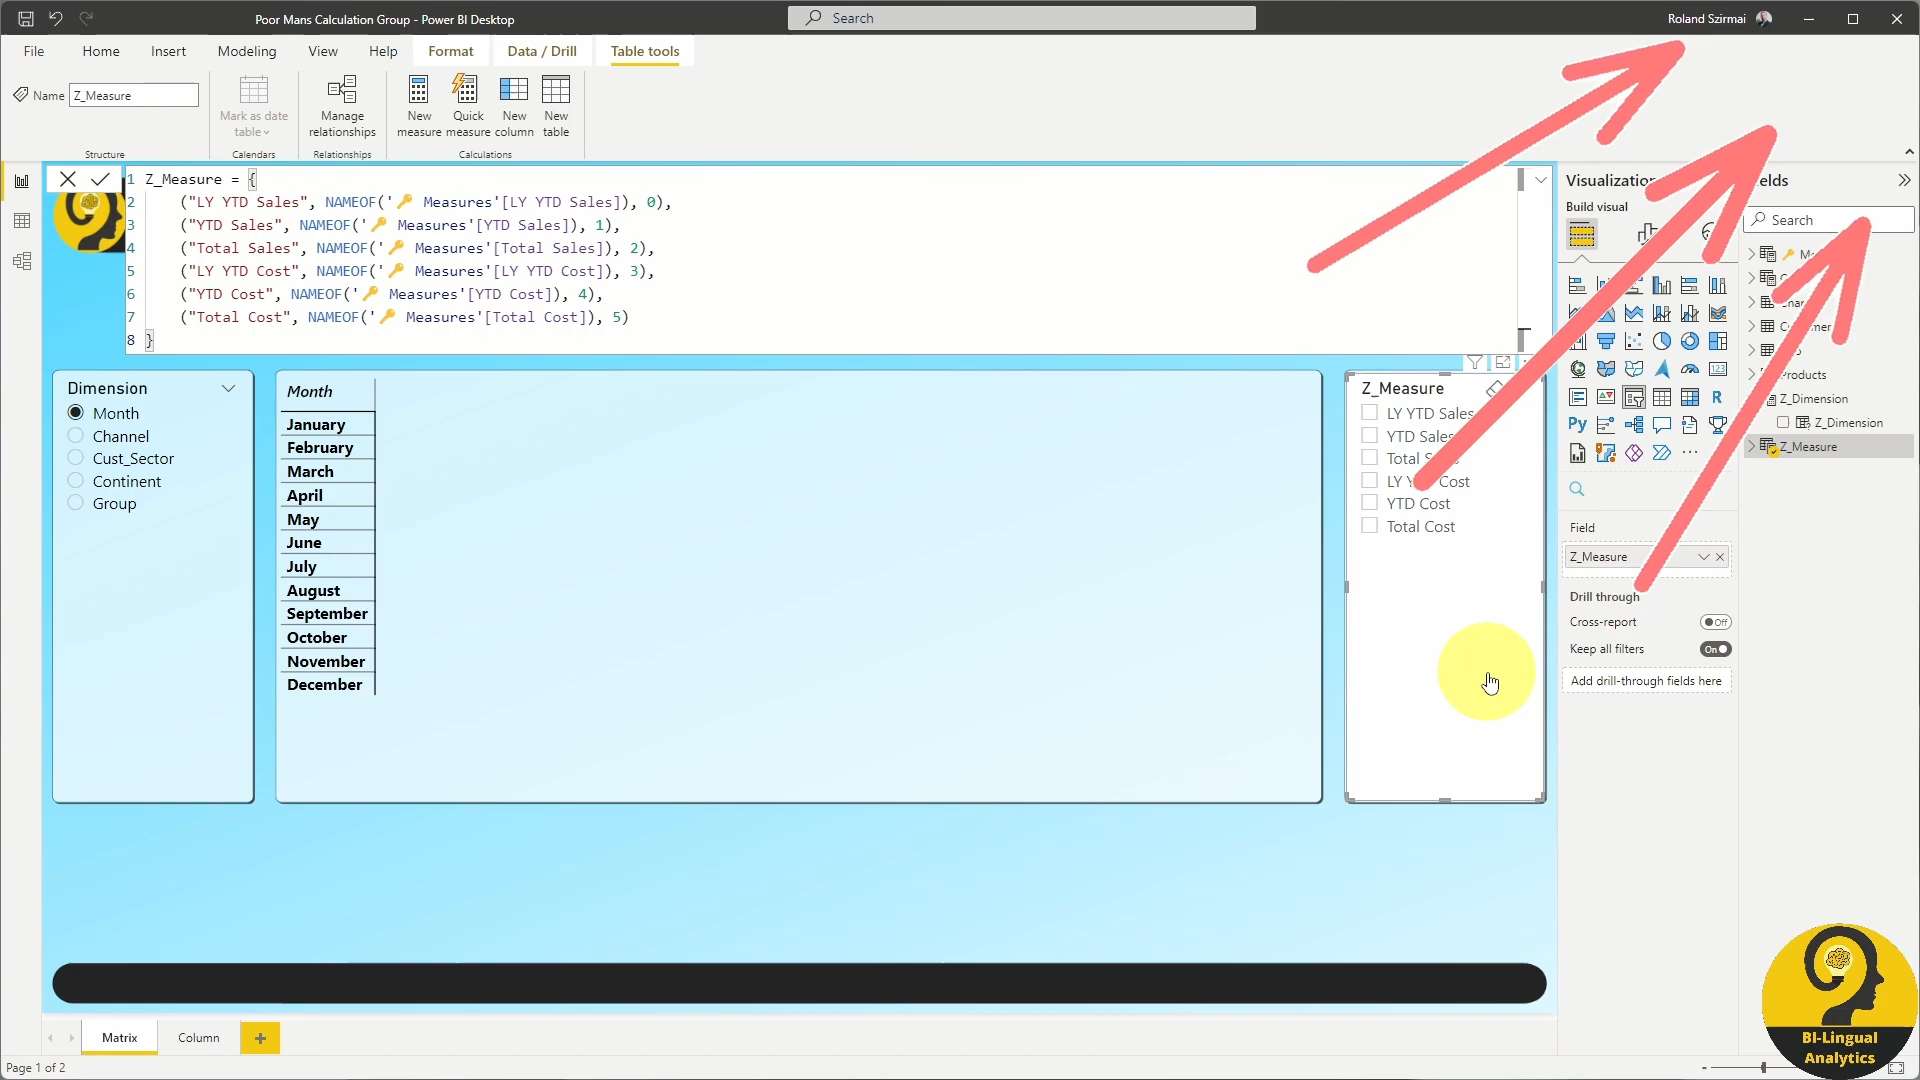 Poor Mans Calculation Group - Power BI Desktop
Search
Roland Szirmai
File
Home
Insert
Modeling
View
Help
Format
Data / Drill
Table tools
Name
Z_Measure
Mark as date table
Manage relationships
New measure
Quick measure
New column
New table
Structure
Calendars
Relationships
Calculations
1 Z_Measure = {
2 ("LY YTD Sales", NAMEOF('🔑 Measures'[LY YTD Sales]), 0),
3 ("YTD Sales", NAMEOF('🔑 Measures'[YTD Sales]), 1),
4 ("Total Sales", NAMEOF('🔑 Measures'[Total Sales]), 2),
5 ("LY YTD Cost", NAMEOF('🔑 Measures'[LY YTD Cost]), 3),
6 ("YTD Cost", NAMEOF('🔑 Measures'[YTD Cost]), 4),
7 ("Total Cost", NAMEOF('🔑 Measures'[Total Cost]), 5)
8 }
Dimension
Month
Channel
Cust_Sector
Continent
Group
Month
January
February
March
April
May
June
July
August
September
October
November
December
Z_Measure
LY YTD Sales
YTD Sales
Total
LY Cost
YTD Cost
Total Cost
Build visual
Field
Z_Measure
Drill through
Cross-report
Off
Keep all filters
On
Add drill-through fields here
Search
Products
Z_Dimension
Z_Dimension
Z_Measure
Matrix
Column
Page 1 of 2
BI-Lingual
Analytics